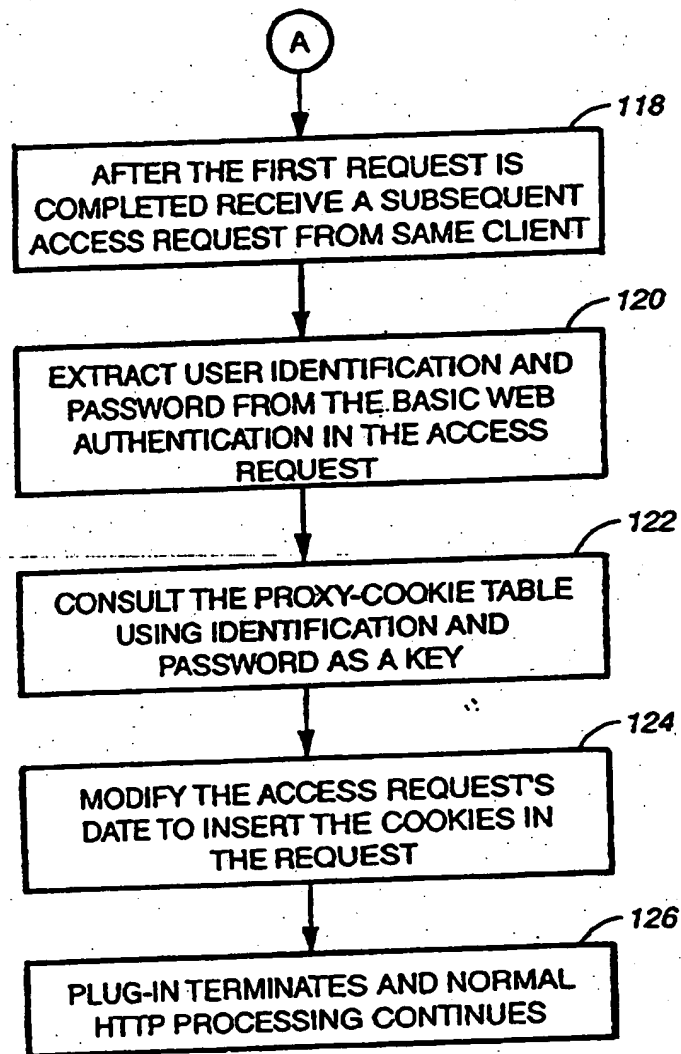 A
118
AFTER THE FIRST REQUEST IS
COMPLETED RECEIVE A SUBSEQUENT
ACCESS REQUEST FROM SAME CLIENT
120
EXTRACT USER IDENTIFICATION AND
PASSWORD FROM THE BASIC WEB
AUTHENTICATION IN THE ACCESS
REQUEST
122
CONSULT THE PROXY-COOKIE TABLE
USING IDENTIFICATION AND
PASSWORD AS A KEY
124
MODIFY THE ACCESS REQUEST'S
DATE TO INSERT THE COOKIES IN
THE REQUEST
126
PLUG-IN TERMINATES AND NORMAL
HTTP PROCESSING CONTINUES